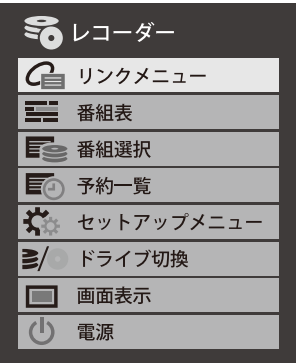 レコーダー
リンクメニュー
番組表
番組選択
予約一覧
セットアップメニュー
ドライブ切換
画面表示
電源